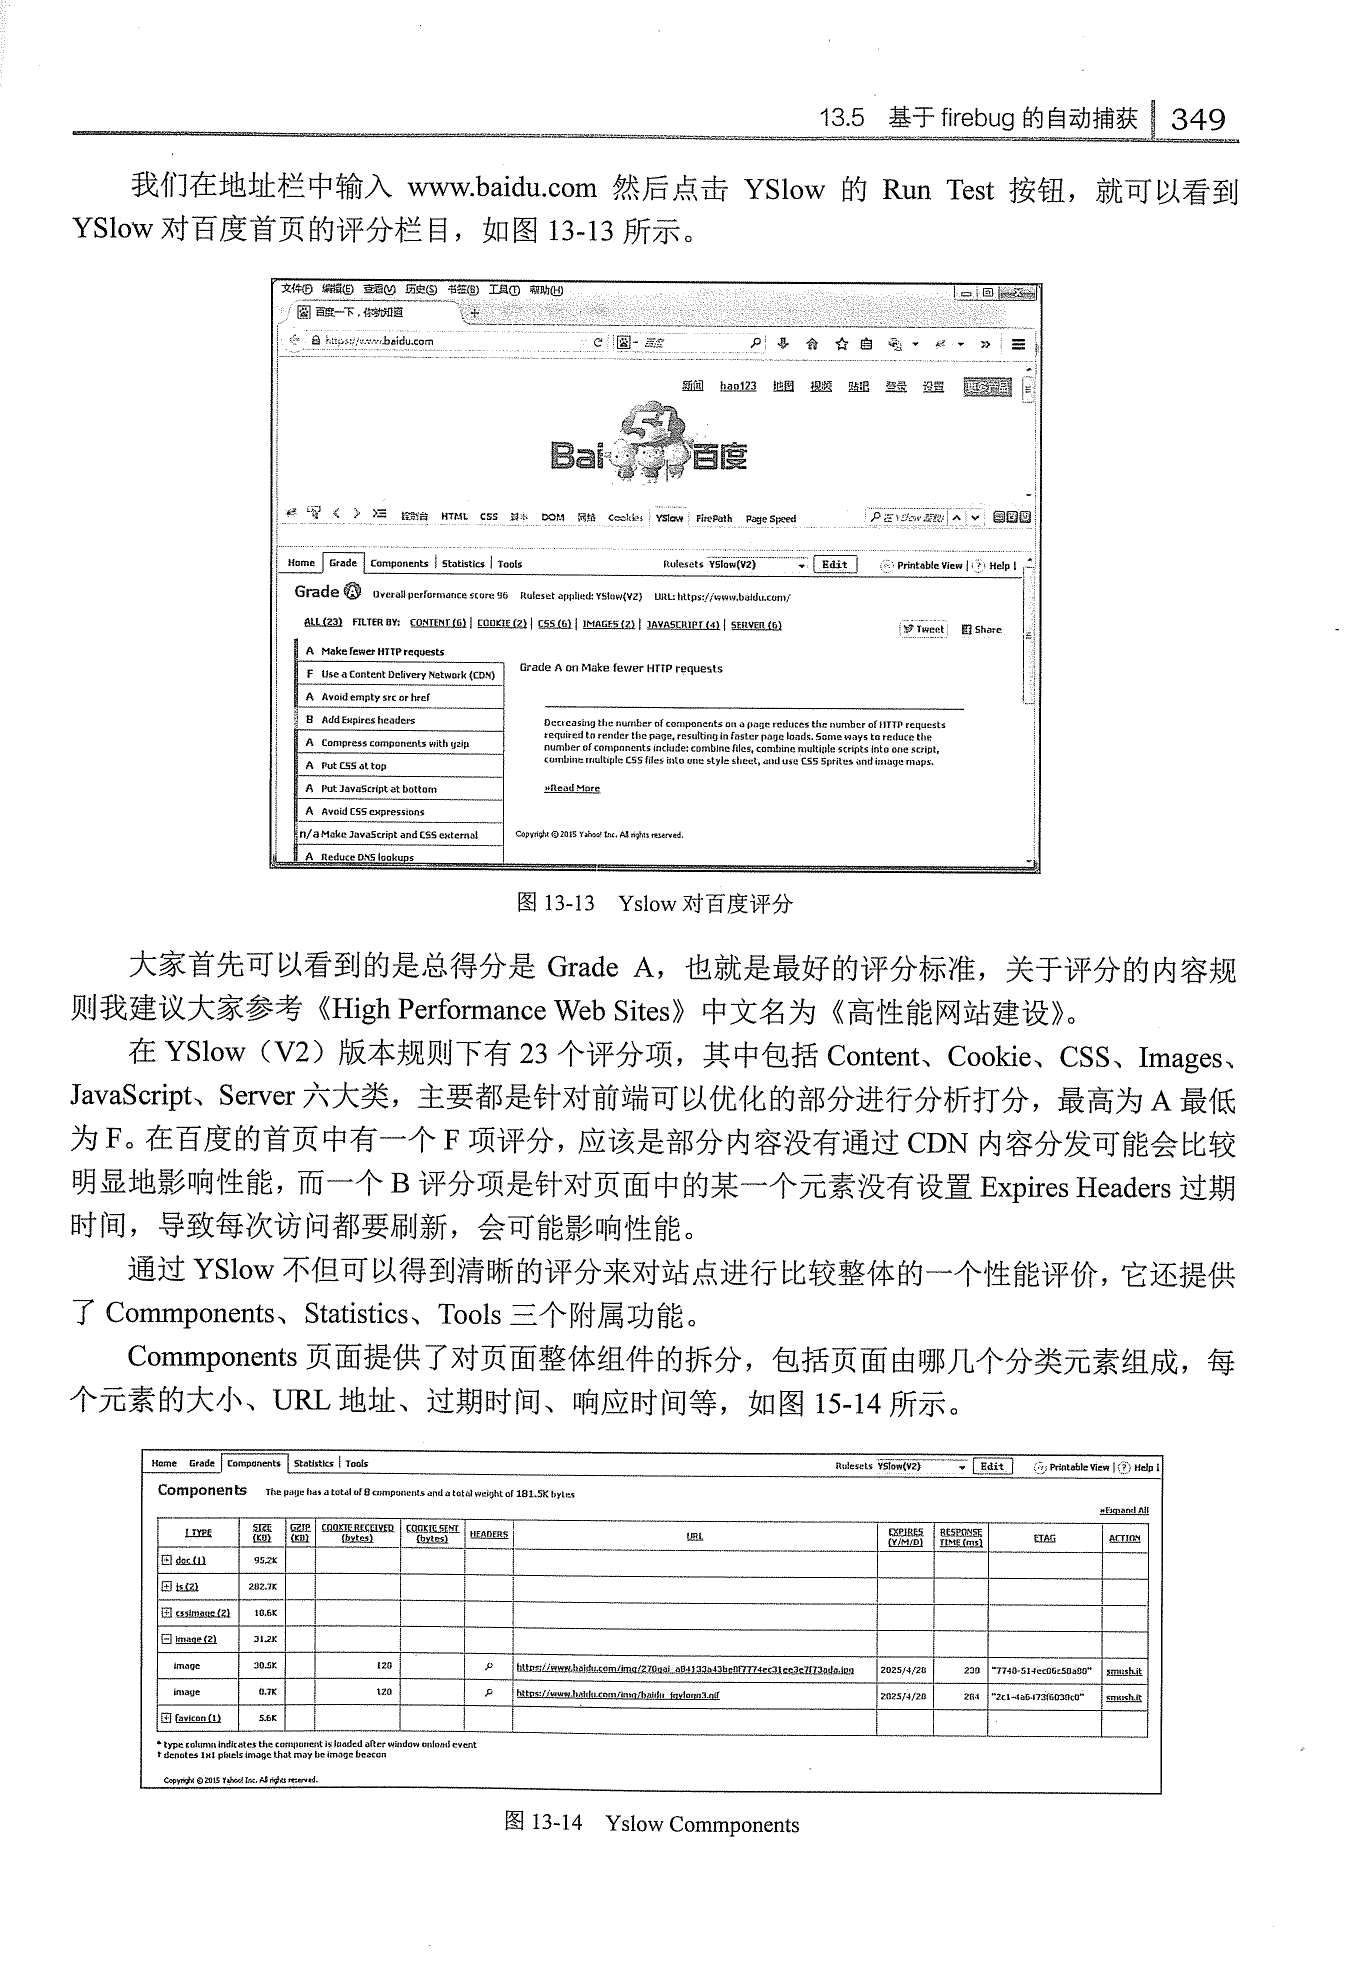 13.5 基于 firebug 的自动捕获 349
我们在地址栏中输入 www.baidu.com 然后点击 YSlow 的 Run Test 按钮，就可以看到
YSlow 对百度首页的评分栏目，如图 13-13 所示。
文件(F) 编辑(E) 查看(V) 历史(S) 书签(B) 工具(T) 帮助(H)
百度一下，你就知道 +
https://www.baidu.com C 百度
新闻 hao123 地图 视频 贴吧 登录 设置 更多产品
51
Bai 百度
控制台 HTML CSS 脚本 DOM 网络 Cookies YSlow FirePath Page Speed
Home Grade Components Statistics Tools Rulesets YSlow(V2) Edit Printable View Help
Grade A Overall performance score 96 Ruleset applied: YSlow(V2) URL: https://www.baidu.com/
ALL (23) FILTER BY: CONTENT (6) | COOKIE (2) | CSS (6) | IMAGES (2) | JAVASCRIPT (4) | SERVER (6)
Tweet Share
A Make fewer HTTP requests
F Use a Content Delivery Network (CDN)
A Avoid empty src or href
B Add Expires headers
A Compress components with gzip
A Put CSS at top
A Put JavaScript at bottom
A Avoid CSS expressions
n/a Make JavaScript and CSS external
A Reduce DNS lookups
Grade A on Make fewer HTTP requests
Decreasing the number of components on a page reduces the number of HTTP requests
required to render the page, resulting in faster page loads. Some ways to reduce the
number of components include: combine files, combine multiple scripts into one script,
combine multiple CSS files into one style sheet, and use CSS Sprites and image maps.
»Read More
Copyright © 2015 Yahoo! Inc. All rights reserved.
图 13-13 Yslow 对百度评分
大家首先可以看到的是总得分是 Grade A，也就是最好的评分标准，关于评分的内容规
则我建议大家参考《High Performance Web Sites》中文名为《高性能网站建设》。
在 YSlow（V2）版本规则下有 23 个评分项，其中包括 Content、Cookie、CSS、Images、
JavaScript、Server 六大类，主要都是针对前端可以优化的部分进行分析打分，最高为 A 最低
为 F。在百度的首页中有一个 F 项评分，应该是部分内容没有通过 CDN 内容分发可能会比较
明显地影响性能，而一个 B 评分项是针对页面中的某一个元素没有设置 Expires Headers 过期
时间，导致每次访问都要刷新，会可能影响性能。
通过 YSlow 不但可以得到清晰的评分来对站点进行比较整体的一个性能评价，它还提供
了 Commponents、Statistics、Tools 三个附属功能。
Commponents 页面提供了对页面整体组件的拆分，包括页面由哪几个分类元素组成，每
个元素的大小、URL 地址、过期时间、响应时间等，如图 15-14 所示。
Home Grade Components Statistics Tools Rulesets YSlow(V2) Edit Printable View Help
Components The page has a total of 8 components and a total weight of 181.5K bytes
»Expand All
TYPE SIZE (KB) GZIP (KB) COOKIE RECEIVED (bytes) COOKIE SENT (bytes) HEADERS URL EXPIRES (Y/M/D) RESPONSE TIME (ms) ETAG ACTION
doc (1) 95.2K
js (2) 282.7K
cssimage (2) 18.6K
image (2) 31.2K
image 30.5K 120 2025/4/28 smush.it
image 0.7K 120 2025/4/28 smush.it
favicon (1) 5.6K
* type column indicates the component is loaded after window onload event
† denotes 1x1 pixels image that may be image beacon
Copyright © 2015 Yahoo! Inc. All rights reserved.
图 13-14 Yslow Commponents